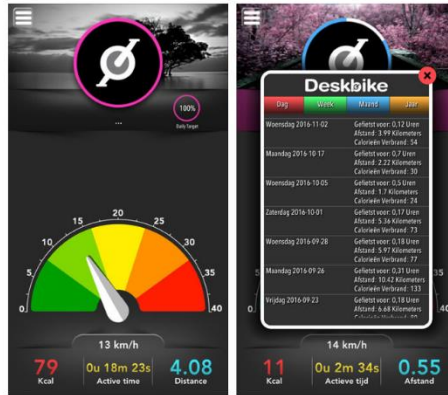 100%
Daily Target
...
0
5
10
15
20
25
30
35
40
13 km/h
79
Kcal
0u 18m 23s
Active time
4.08
Distance
Deskbike
Dag Week Maand Jaar
Woensdag 2016-11-02 Gefietst voor: 0,12 Uren
Afstand: 3.99 Kilometers
Calorieën Verbrand: 54
Maandag 2016-10-17 Gefietst voor: 0,7 Uren
Afstand: 2.22 Kilometers
Calorieën Verbrand: 30
Woensdag 2016-10-05 Gefietst voor: 0,5 Uren
Afstand: 1.7 Kilometers
Calorieën Verbrand: 24
Zaterdag 2016-10-01 Gefietst voor: 0,17 Uren
Afstand: 5.36 Kilometers
Calorieën Verbrand: 73
Woensdag 2016-09-28 Gefietst voor: 0,18 Uren
Afstand: 5.97 Kilometers
Calorieën Verbrand: 77
Maandag 2016-09-26 Gefietst voor: 0,31 Uren
Afstand: 10.42 Kilometers
Calorieën Verbrand: 133
Vrijdag 2016-09-23 Gefietst voor: 0,18 Uren
Afstand: 6.68 Kilometers
Calorieën Verbrand:
0
40
14 km/h
11
Kcal
0u 2m 34s
Actieve tijd
0.55
Afstand